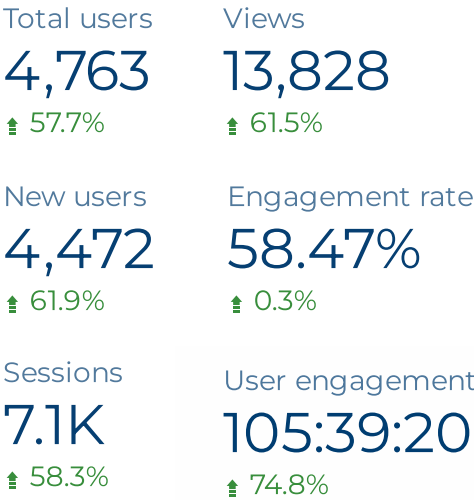 Total users
4,763
57.7%
Views
13,828
61.5%
New users
4,472
61.9%
Engagement rate
58.47%
0.3%
Sessions
7.1K
58.3%
User engagement
105:39:20
74.8%